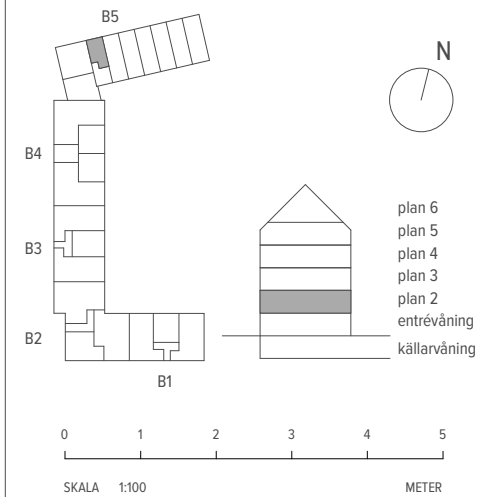 B5
N
B4
B3
B2
B1
plan 6
plan 5
plan 4
plan 3
plan 2
entrévåning
källarvåning
0 1 2 3 4 5
SKALA 1:100 METER